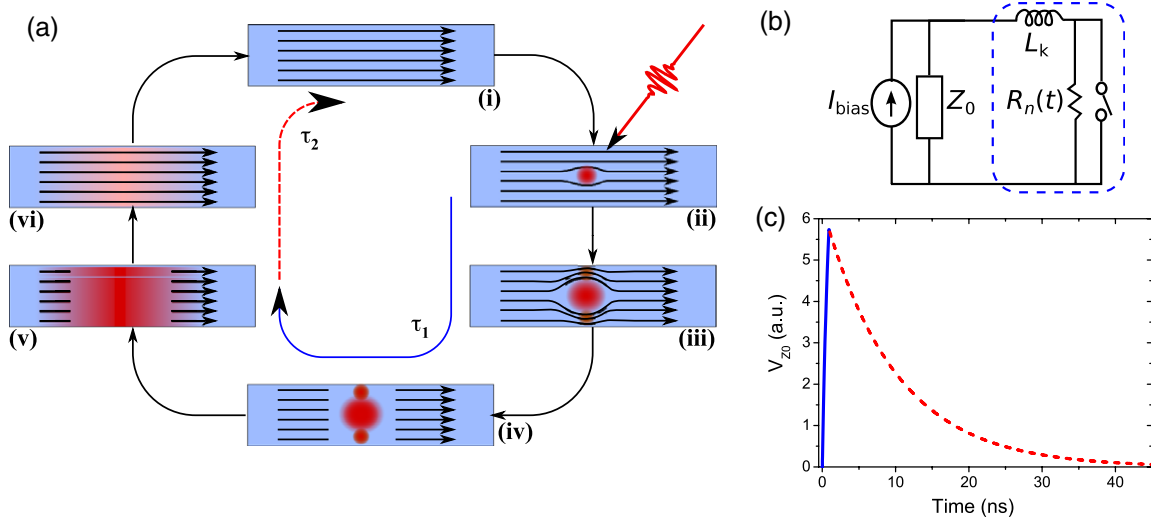 (a)
(i)
(ii)
(iii)
(iv)
(v)
(vi)
τ₂
τ₁
(b)
Lk
Ibias
Z0
Rn(t)
(c)
VZ0 (a.u.)
6
5
4
3
2
1
0
0 10 20 30 40
Time (ns)